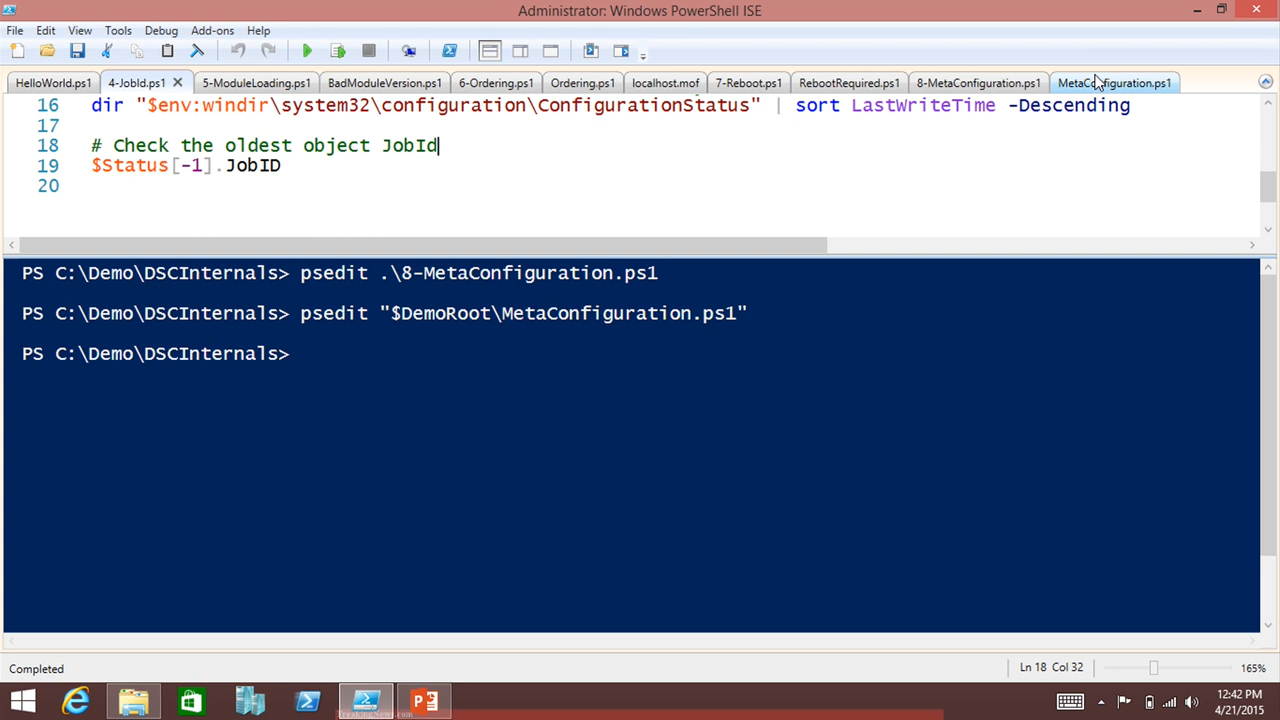 Administrator: Windows PowerShell ISE
File Edit View Tools Debug Add-ons Help
HelloWorld.ps1 4-JobId.ps1 5-ModuleLoading.ps1 BadModuleVersion.ps1 6-Ordering.ps1 Ordering.ps1 localhost.mof 7-Reboot.ps1 RebootRequired.ps1 8-MetaConfiguration.ps1 MetaConfiguration.ps1
16 dir "$env:windir\system32\configuration\ConfigurationStatus" | sort LastWriteTime -Descending
17
18 # Check the oldest object JobId
19 $Status[-1].JobID
20
PS C:\Demo\DSCInternals> psedit .\8-MetaConfiguration.ps1
PS C:\Demo\DSCInternals> psedit "$DemoRoot\MetaConfiguration.ps1"
PS C:\Demo\DSCInternals>
Completed Ln 18 Col 32 165%
12:42 PM
4/21/2015